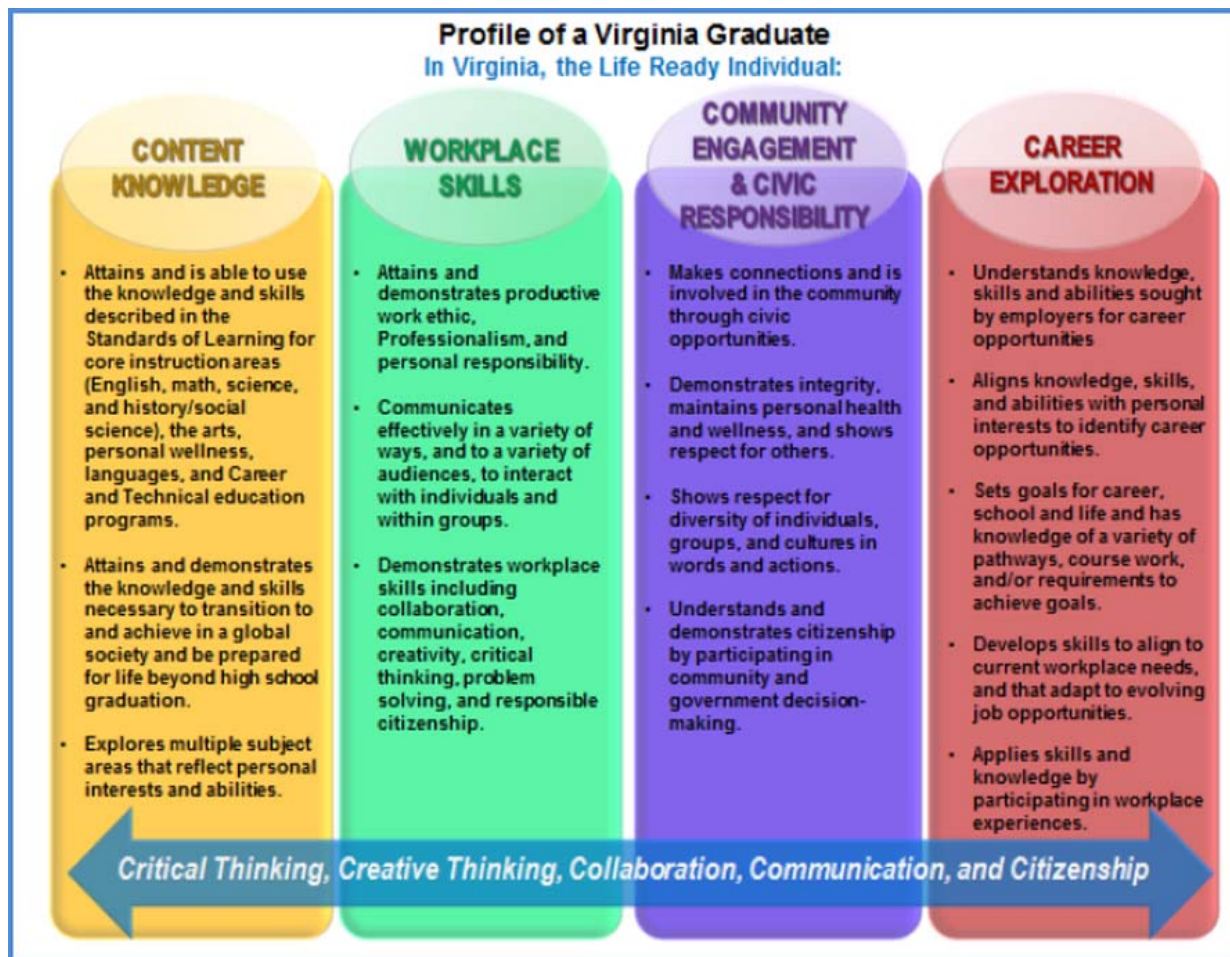 Profile of a Virginia Graduate
In Virginia, the Life Ready Individual:
CONTENT
KNOWLEDGE
• Attains and is able to use
the knowledge and skills
described in the
Standards of Learning for
core instruction areas
(English, math, science,
and history/social
science), the arts,
personal wellness,
languages, and Career
and Technical education
programs.
• Attains and demonstrates
the knowledge and skills
necessary to transition to
and achieve in a global
society and be prepared
for life beyond high school
graduation.
• Explores multiple subject
areas that reflect personal
interests and abilities.
WORKPLACE
SKILLS
• Attains and
demonstrates productive
work ethic,
Professionalism, and
personal responsibility.
• Communicates
effectively in a variety of
ways, and to a variety of
audiences, to interact
with individuals and
within groups.
• Demonstrates workplace
skills including
collaboration,
communication,
creativity, critical
thinking, problem
solving, and responsible
citizenship.
COMMUNITY
ENGAGEMENT
& CIVIC
RESPONSIBILITY
• Makes connections and is
involved in the community
through civic
opportunities.
• Demonstrates integrity,
maintains personal health
and wellness, and shows
respect for others.
• Shows respect for
diversity of individuals,
groups, and cultures in
words and actions.
• Understands and
demonstrates citizenship
by participating in
community and
government decision-
making.
CAREER
EXPLORATION
• Understands knowledge,
skills and abilities sought
by employers for career
opportunities
• Aligns knowledge, skills,
and abilities with personal
interests to identify career
opportunities.
• Sets goals for career,
school and life and has
knowledge of a variety of
pathways, course work,
and/or requirements to
achieve goals.
• Develops skills to align to
current workplace needs,
and that adapt to evolving
job opportunities.
• Applies skills and
knowledge by
participating in workplace
experiences.
Critical Thinking, Creative Thinking, Collaboration, Communication, and Citizenship